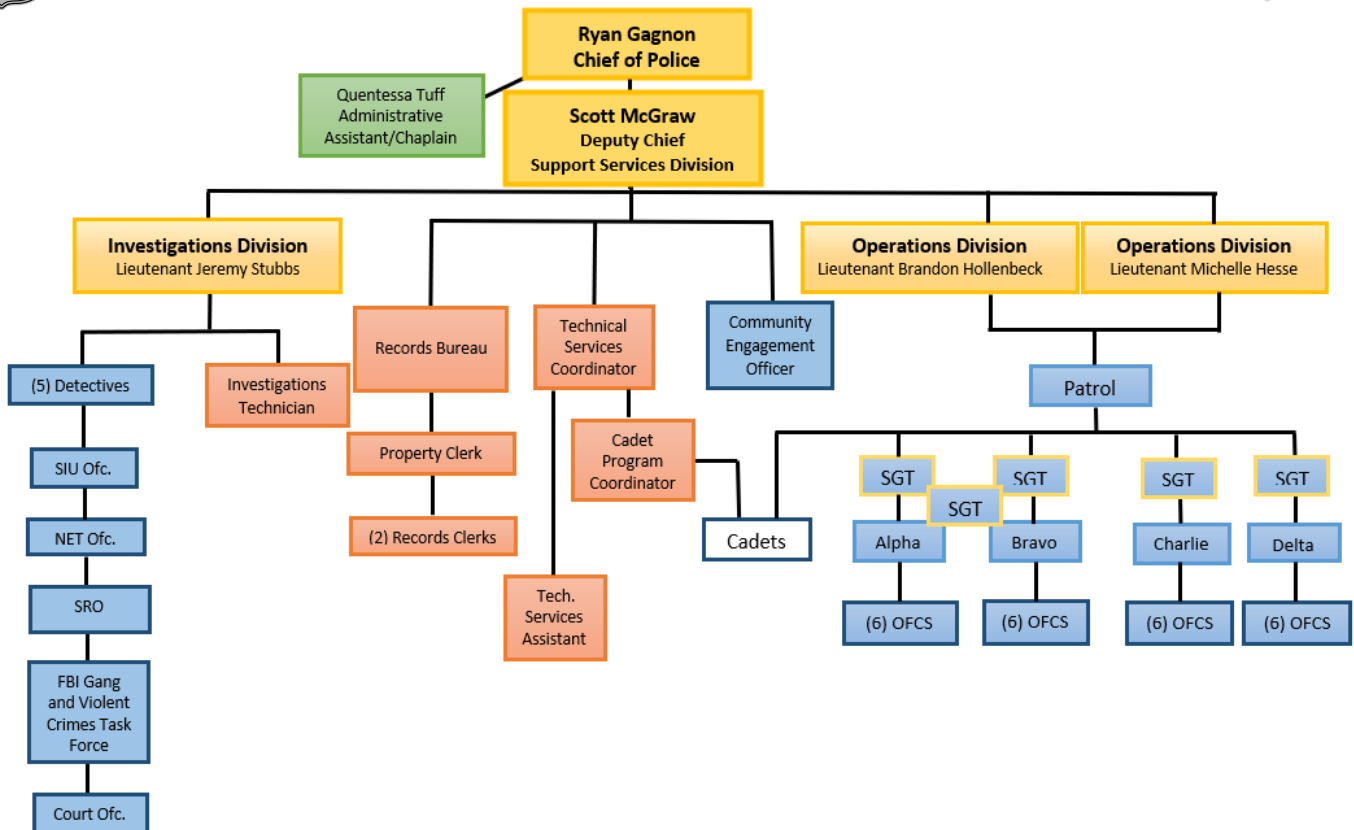 Ryan Gagnon
Chief of Police
Quentessa Tuff
Administrative
Assistant/Chaplain
Scott McGraw
Deputy Chief
Support Services Division
Investigations Division
Lieutenant Jeremy Stubbs
Operations Division
Lieutenant Brandon Hollenbeck
Operations Division
Lieutenant Michelle Hesse
Records Bureau
Technical
Services
Coordinator
Community
Engagement
Officer
(5) Detectives
Investigations
Technician
Patrol
Property Clerk
Cadet
Program
Coordinator
SIU Ofc.
SGT
SGT
SGT
SGT
SGT
NET Ofc.
(2) Records Clerks
Cadets
Alpha
Bravo
Charlie
Delta
SRO
Tech.
Services
Assistant
(6) OFCS
(6) OFCS
(6) OFCS
(6) OFCS
FBI Gang
and Violent
Crimes Task
Force
Court Ofc.